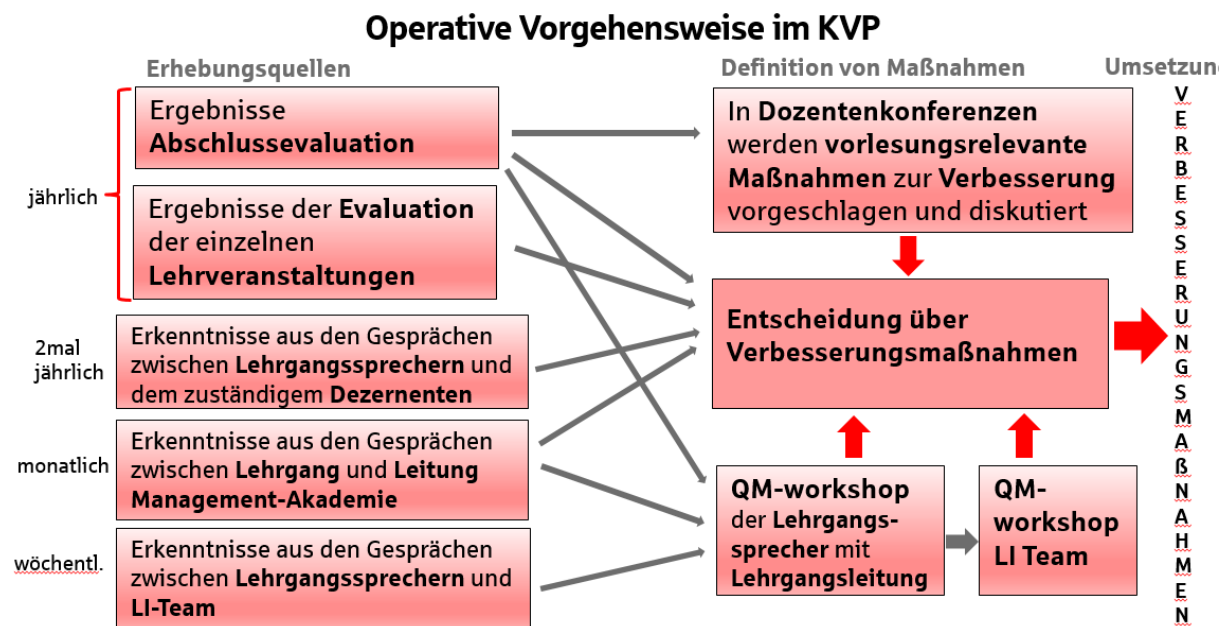 Operative Vorgehensweise im KVP
Erhebungsquellen
Definition von Maßnahmen
Umsetzung
jährlich
Ergebnisse
Abschlussevaluation
Ergebnisse der Evaluation
der einzelnen
Lehrveranstaltungen
2mal
jährlich
Erkenntnisse aus den Gesprächen
zwischen Lehrgangssprechern und
dem zuständigem Dezernenten
monatlich
Erkenntnisse aus den Gesprächen
zwischen Lehrgang und Leitung
Management-Akademie
wöchentl.
Erkenntnisse aus den Gesprächen
zwischen Lehrgangssprechern und
LI-Team
In Dozentenkonferenzen
werden vorlesungsrelevante
Maßnahmen zur Verbesserung
vorgeschlagen und diskutiert
Entscheidung über
Verbesserungsmaßnahmen
QM-workshop
der Lehrgangs-
sprecher mit
Lehrgangsleitung
QM-
workshop
LI Team
V
E
R
B
E
S
S
E
R
U
N
G
S
M
A
ß
N
A
H
M
E
N